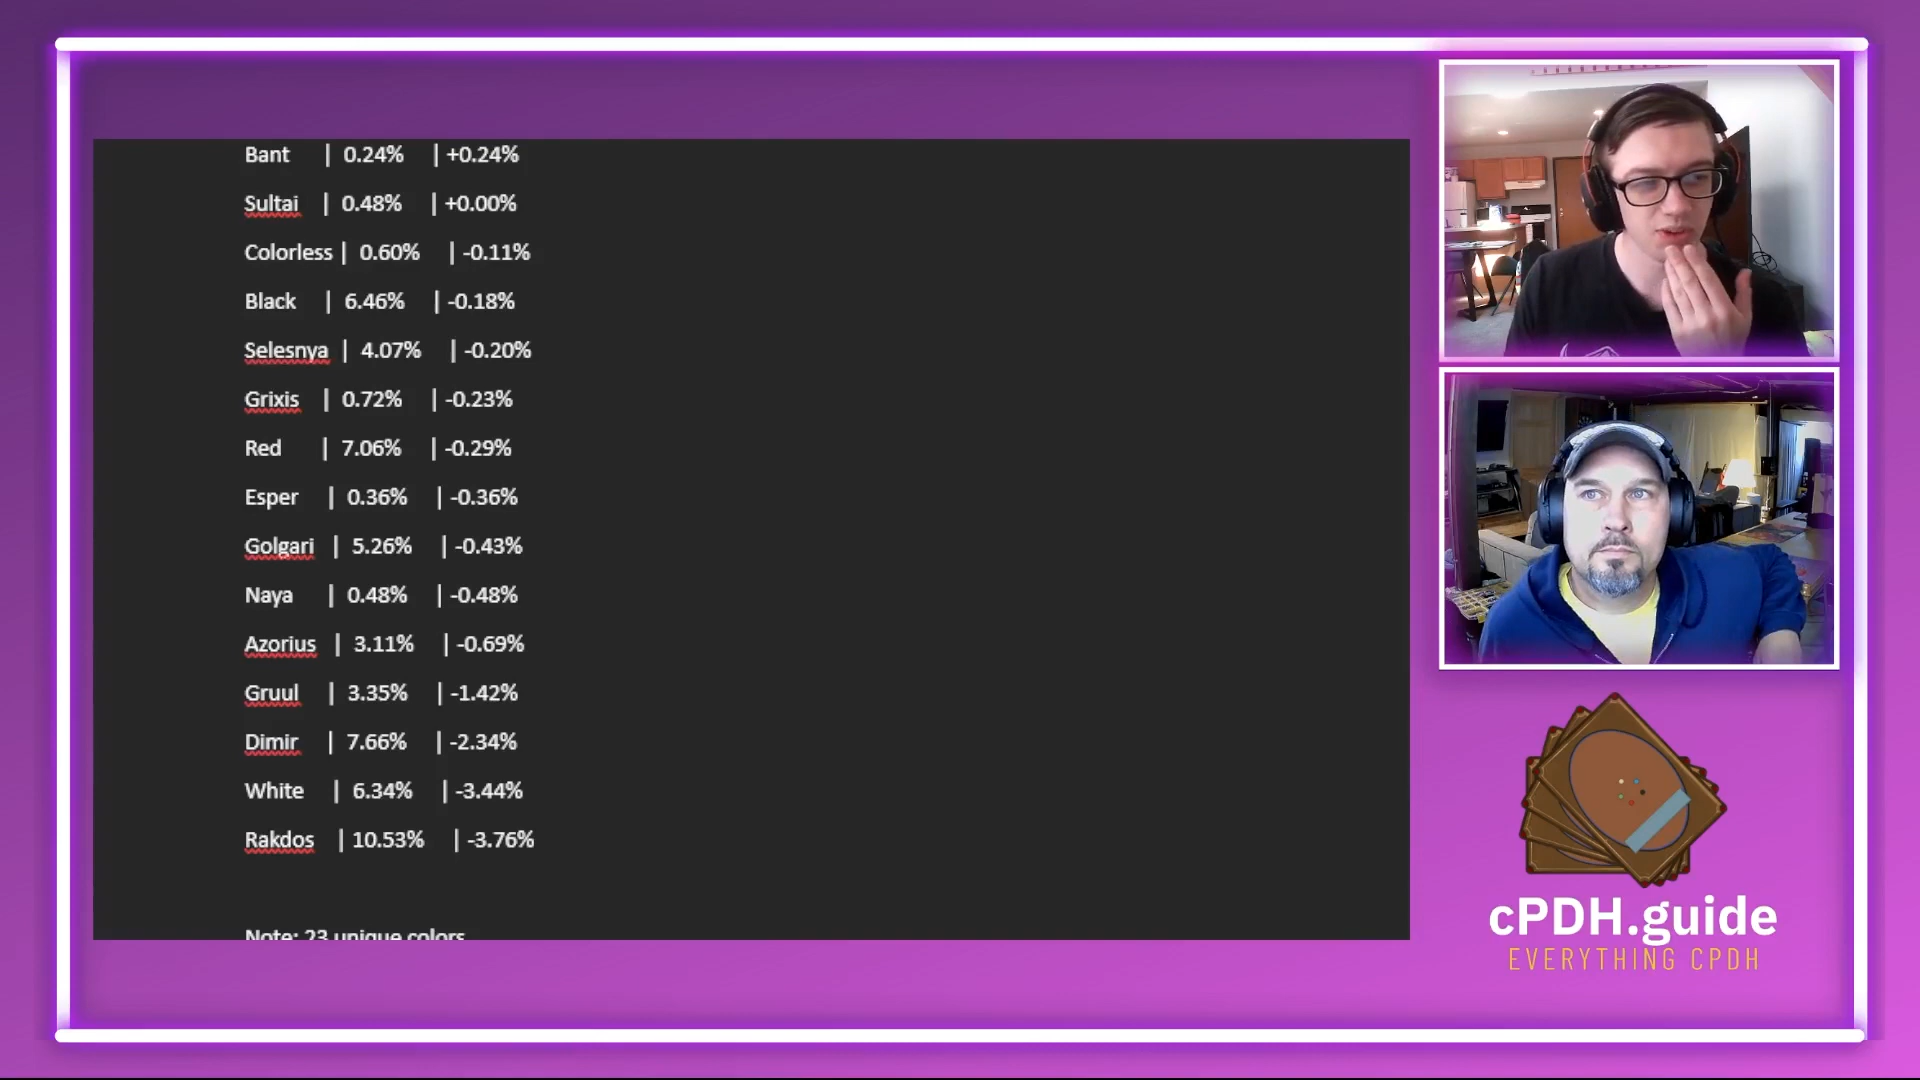 Bant | 0.24% | +0.24%
Sultai | 0.48% | +0.00%
Colorless | 0.60% | -0.11%
Black | 6.46% | -0.18%
Selesnya | 4.07% | -0.20%
Grixis | 0.72% | -0.23%
Red | 7.06% | -0.29%
Esper | 0.36% | -0.36%
Golgari | 5.26% | -0.43%
Naya | 0.48% | -0.48%
Azorius | 3.11% | -0.69%
Gruul | 3.35% | -1.42%
Dimir | 7.66% | -2.34%
White | 6.34% | -3.44%
Rakdos | 10.53% | -3.76%
Note: 23 unique colors
cPDH.guide
EVERYTHING CPDH